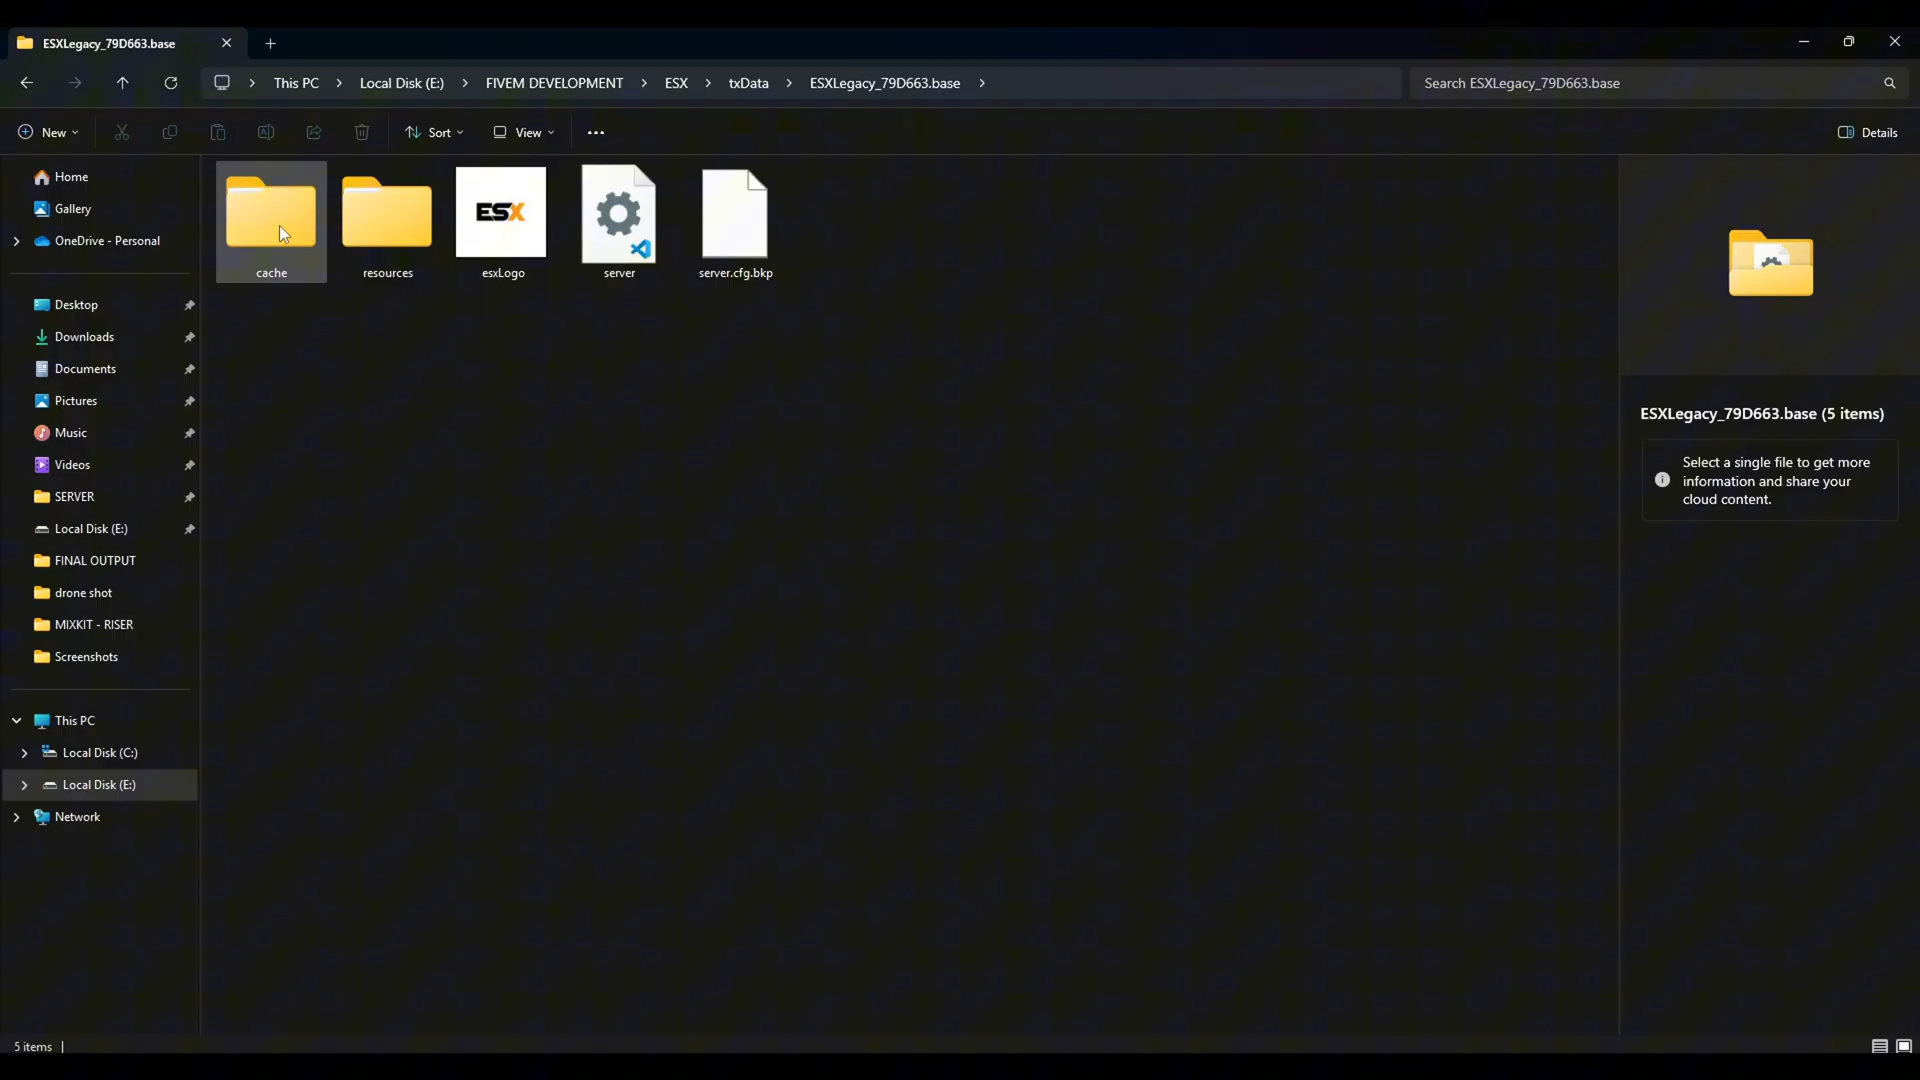 ESXLegacy_79D663.base
This PC
Local Disk (E:)
FIVEM DEVELOPMENT
ESX
txData
ESXLegacy_79D663.base
Search ESXLegacy_79D663.base
New
Sort
View
Details
Home
Gallery
OneDrive - Personal
Desktop
Downloads
Documents
Pictures
Music
Videos
SERVER
Local Disk (E:)
FINAL OUTPUT
drone shot
MIXKIT - RISER
Screenshots
This PC
Local Disk (C:)
Local Disk (E:)
Network
ESX
cache
resources
esxLogo
server
server.cfg.bkp
ESXLegacy_79D663.base (5 items)
Select a single file to get more
information and share your
cloud content.
5 items